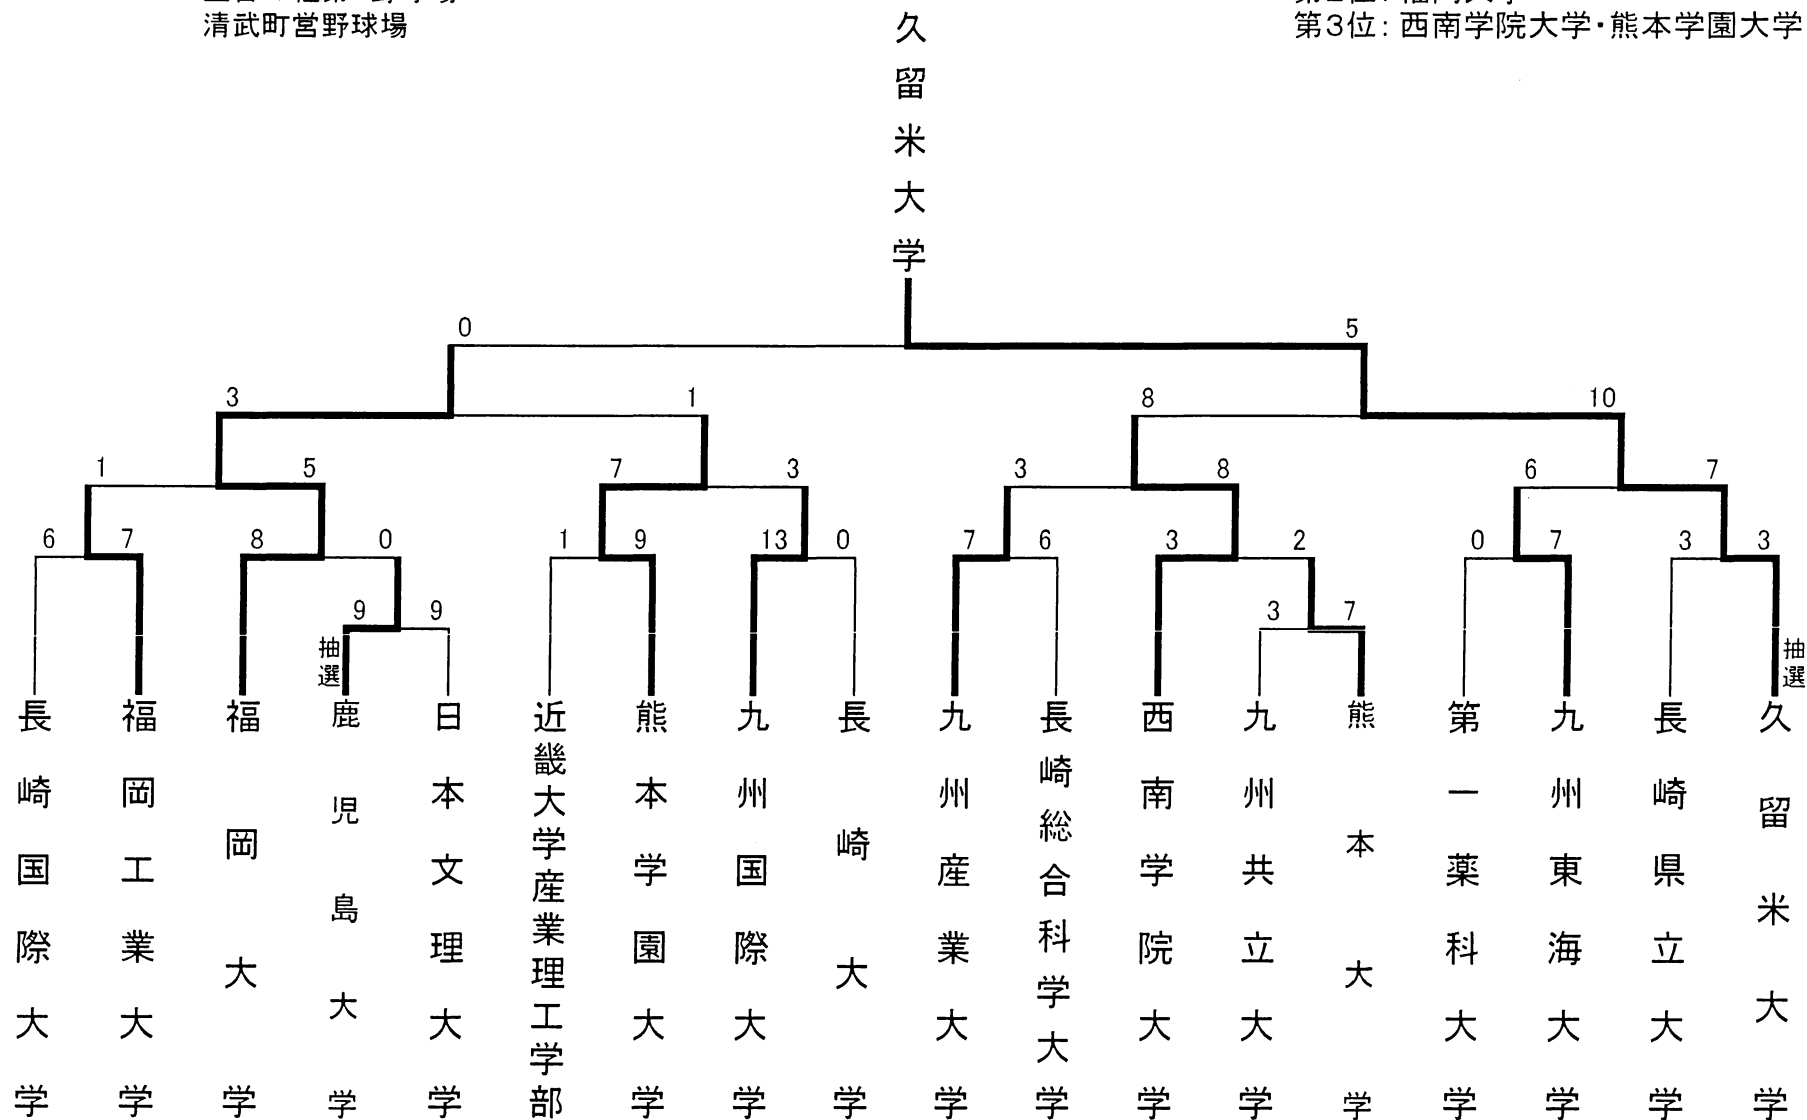 清武町営野球場
第3位: 西南学院大学・熊本学園大学
久留米大学
0 5
3 1 8 10
1 5 7 3 3 8 6 7
6 7 8 0 1 9 13 0 7 6 3 2 0 7 3 3
9 9 3 7
抽選
抽選
長崎国際大学
福岡工業大学
福岡大学
鹿児島大学
日本文理大学
近畿大学産業理工学部
熊本学園大学
九州国際大学
長崎大学
九州産業大学
長崎総合科学大学
西南学院大学
九州共立大学
熊本大学
第一薬科大学
九州東海大学
長崎県立大学
久留米大学